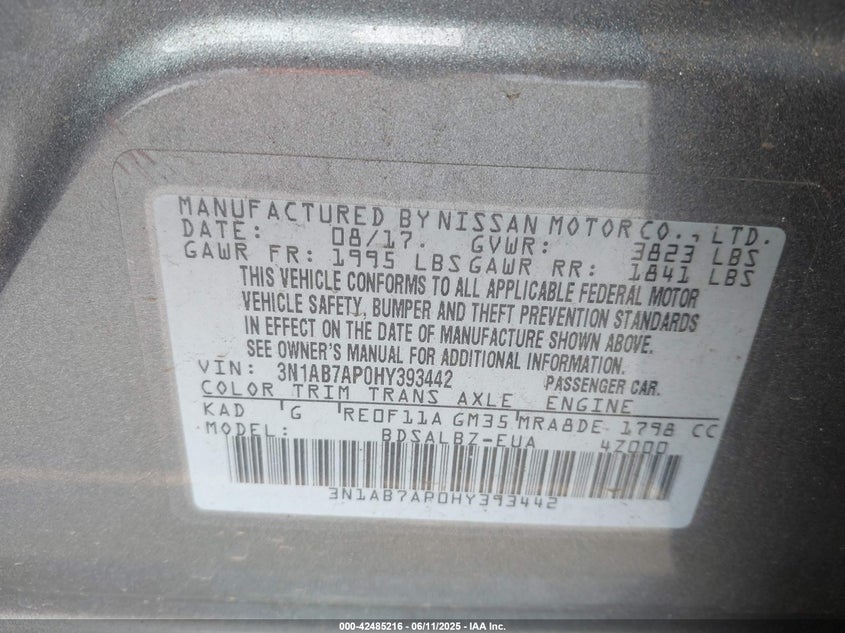 MANUFACTURED BY NISSAN MOTOR CO., LTD.
DATE: 08/17. GVWR: 3823 LBS
GAWR FR: 1995 LBS GAWR RR: 1841 LBS
THIS VEHICLE CONFORMS TO ALL APPLICABLE FEDERAL MOTOR
VEHICLE SAFETY, BUMPER AND THEFT PREVENTION STANDARDS
IN EFFECT ON THE DATE OF MANUFACTURE SHOWN ABOVE.
SEE OWNER'S MANUAL FOR ADDITIONAL INFORMATION.
VIN: 3N1AB7AP0HY393442 PASSENGER CAR.
COLOR TRIM TRANS AXLE ENGINE
KAD G RE0F11A GM35 MRA8DE 1798 CC
MODEL: BDSALB7-EUA 4Z000
3N1AB7AP0HY393442
000-42485216 - 06/11/2025 - IAA Inc.